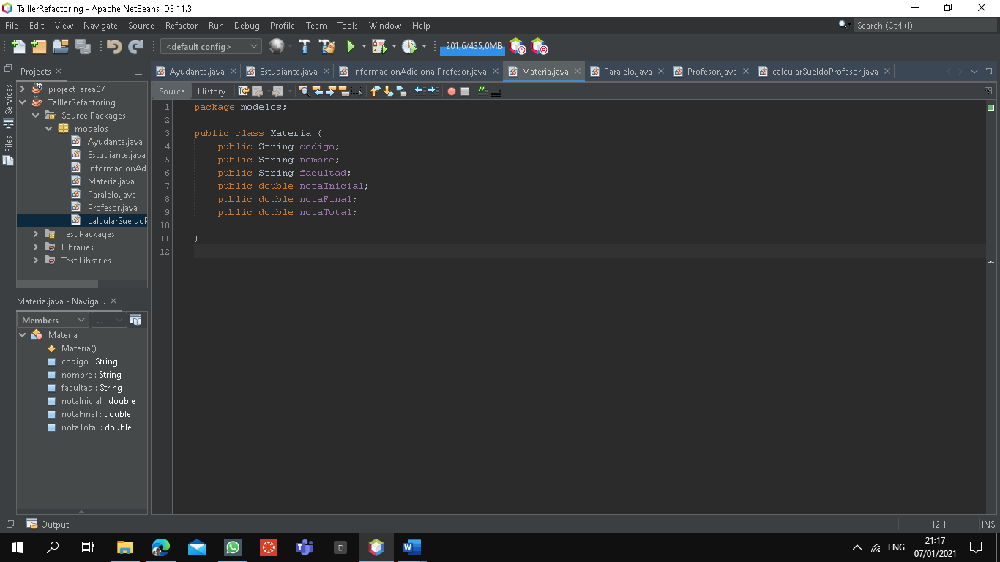 TalllerRefactoring - Apache NetBeans IDE 11.3
File Edit View Navigate Source Refactor Run Debug Profile Team Tools Window Help
Search (Ctrl+I)
<default config>
201,6/435,0MB
Projects
Ayudante.java Estudiante.java InformacionAdicionalProfesor.java Materia.java Paralelo.java Profesor.java calcularSueldoProfesor.java
Services
Files
projectTarea07
TalllerRefactoring
Source Packages
modelos
Ayudante.java
Estudiante.java
InformacionAd
Materia.java
Paralelo.java
Profesor.java
calcularSueldoP
Test Packages
Libraries
Test Libraries
Source History
1 package modelos;
2
3 public class Materia {
4 public String codigo;
5 public String nombre;
6 public String facultad;
7 public double notaInicial;
8 public double notaFinal;
9 public double notaTotal;
10
11 }
12
Materia.java - Naviga...
Members
...
Materia
Materia()
codigo : String
nombre : String
facultad : String
notaInicial : double
notaFinal : double
notaTotal : double
Output
12:1 INS
D
W
ENG
21:17
07/01/2021